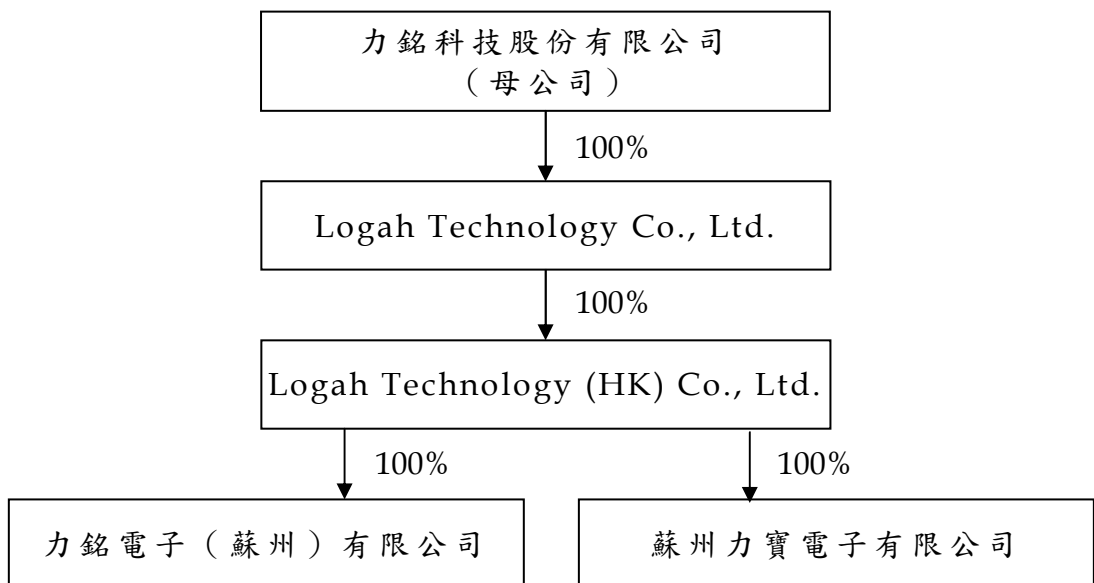 力銘科技股份有限公司
（母公司）
100%
Logah Technology Co., Ltd.
100%
Logah Technology (HK) Co., Ltd.
100%
100%
力銘電子（蘇州）有限公司
蘇州力寶電子有限公司